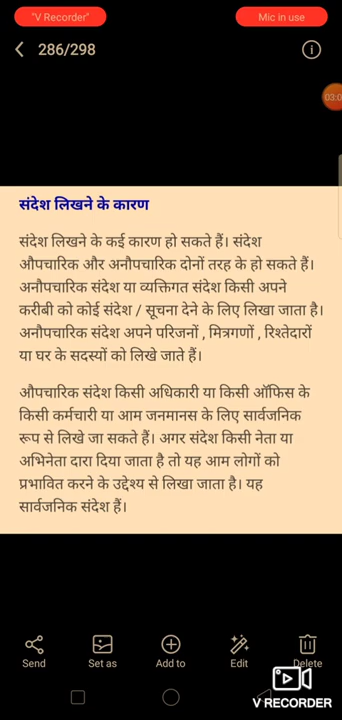 "V Recorder"
Mic in use
286/298
03:0
संदेश लिखने के कारण
संदेश लिखने के कई कारण हो सकते हैं। संदेश
औपचारिक और अनौपचारिक दोनों तरह के हो सकते हैं।
अनौपचारिक संदेश या व्यक्तिगत संदेश किसी अपने
करीबी को कोई संदेश / सूचना देने के लिए लिखा जाता है।
अनौपचारिक संदेश अपने परिजनों , मित्रगणों , रिश्तेदारों
या घर के सदस्यों को लिखे जाते हैं।
औपचारिक संदेश किसी अधिकारी या किसी ऑफिस के
किसी कर्मचारी या आम जनमानस के लिए सार्वजनिक
रूप से लिखे जा सकते हैं। अगर संदेश किसी नेता या
अभिनेता दारा दिया जाता है तो यह आम लोगों को
प्रभावित करने के उद्देश्य से लिखा जाता है। यह
सार्वजनिक संदेश हैं।
Send
Set as
Add to
Edit
Delete
V RECORDER